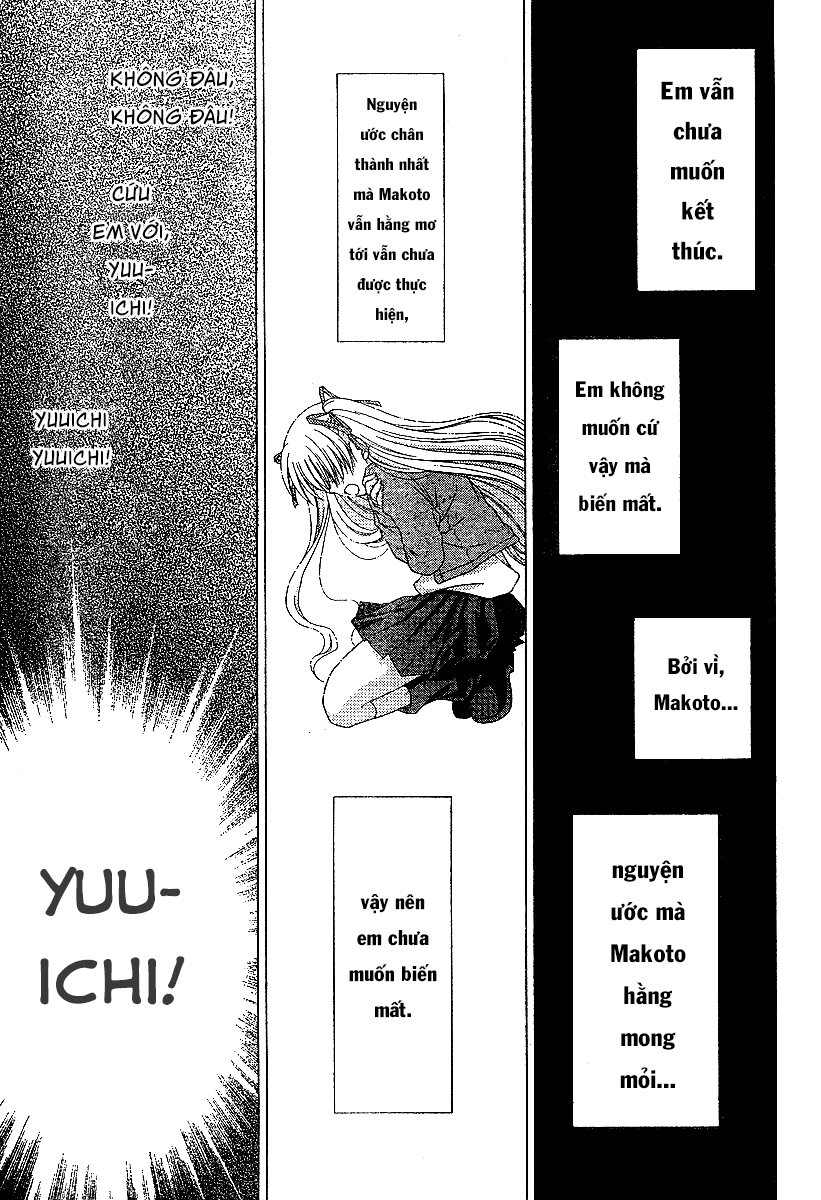 Em vẫn
chưa
muốn
kết
thúc.
Em không
muốn cứ
vậy mà
biến mất.
Bởi vì,
Makoto...
nguyện
ước mà
Makoto
hằng
mong
mỏi...
Nguyện
ước chân
thành nhất
mà Makoto
vẫn hằng mơ
tới vẫn chưa
được thực
hiện,
vậy nên
em chưa
muốn biến
mất.
KHÔNG ĐÂU,
KHÔNG ĐÂU!
CỨU
EM VỚI,
YUU-
ICHI!
YUUICHI
YUUICHI!
YUU-
ICHI!